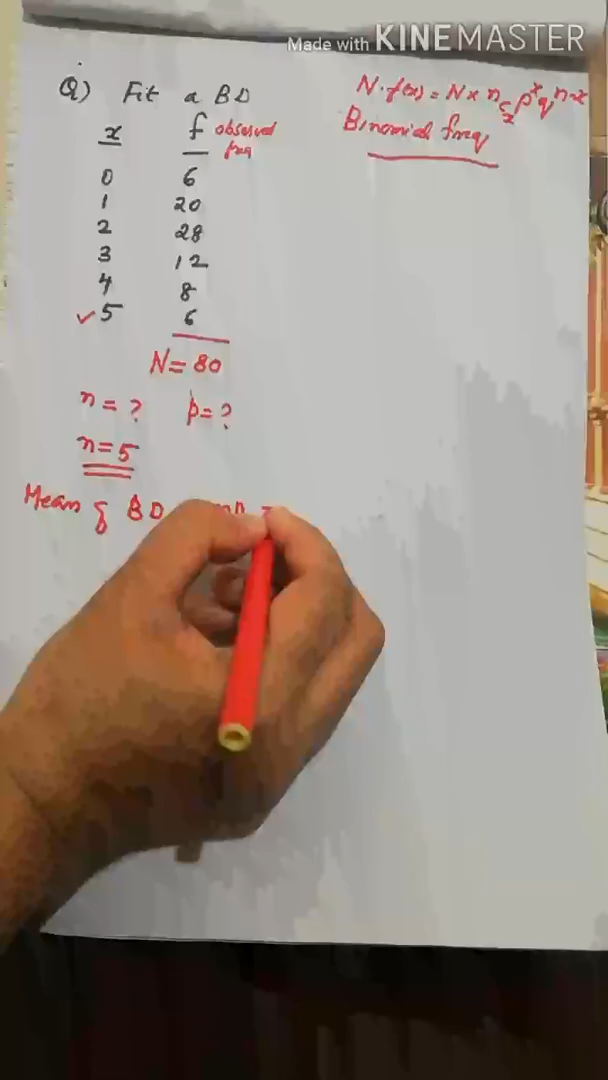 Made with KINEMASTER
Q) Fit a BD
N·f(x) = N × nCx p^x q^n-x
Binomial freq
x f observed freq
0 6
1 20
2 28
3 12
4 8
✓ 5 6
N = 80
n = ? p = ?
n = 5
Mean of BD